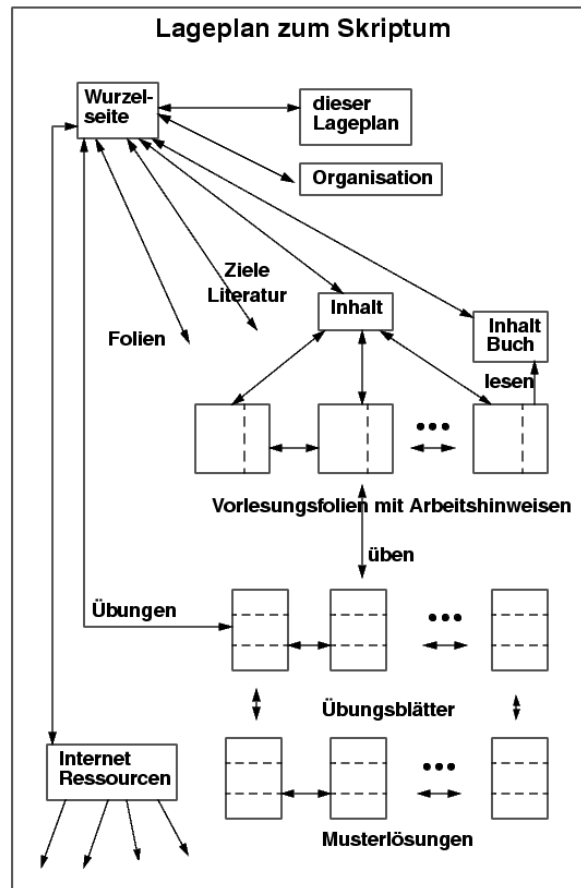 Lageplan zum Skriptum
Wurzel-
seite
dieser
Lageplan
Organisation
Ziele
Literatur
Folien
Inhalt
Inhalt
Buch
lesen
Vorlesungsfolien mit Arbeitshinweisen
üben
Übungen
Übungsblätter
Internet
Ressourcen
Musterlösungen